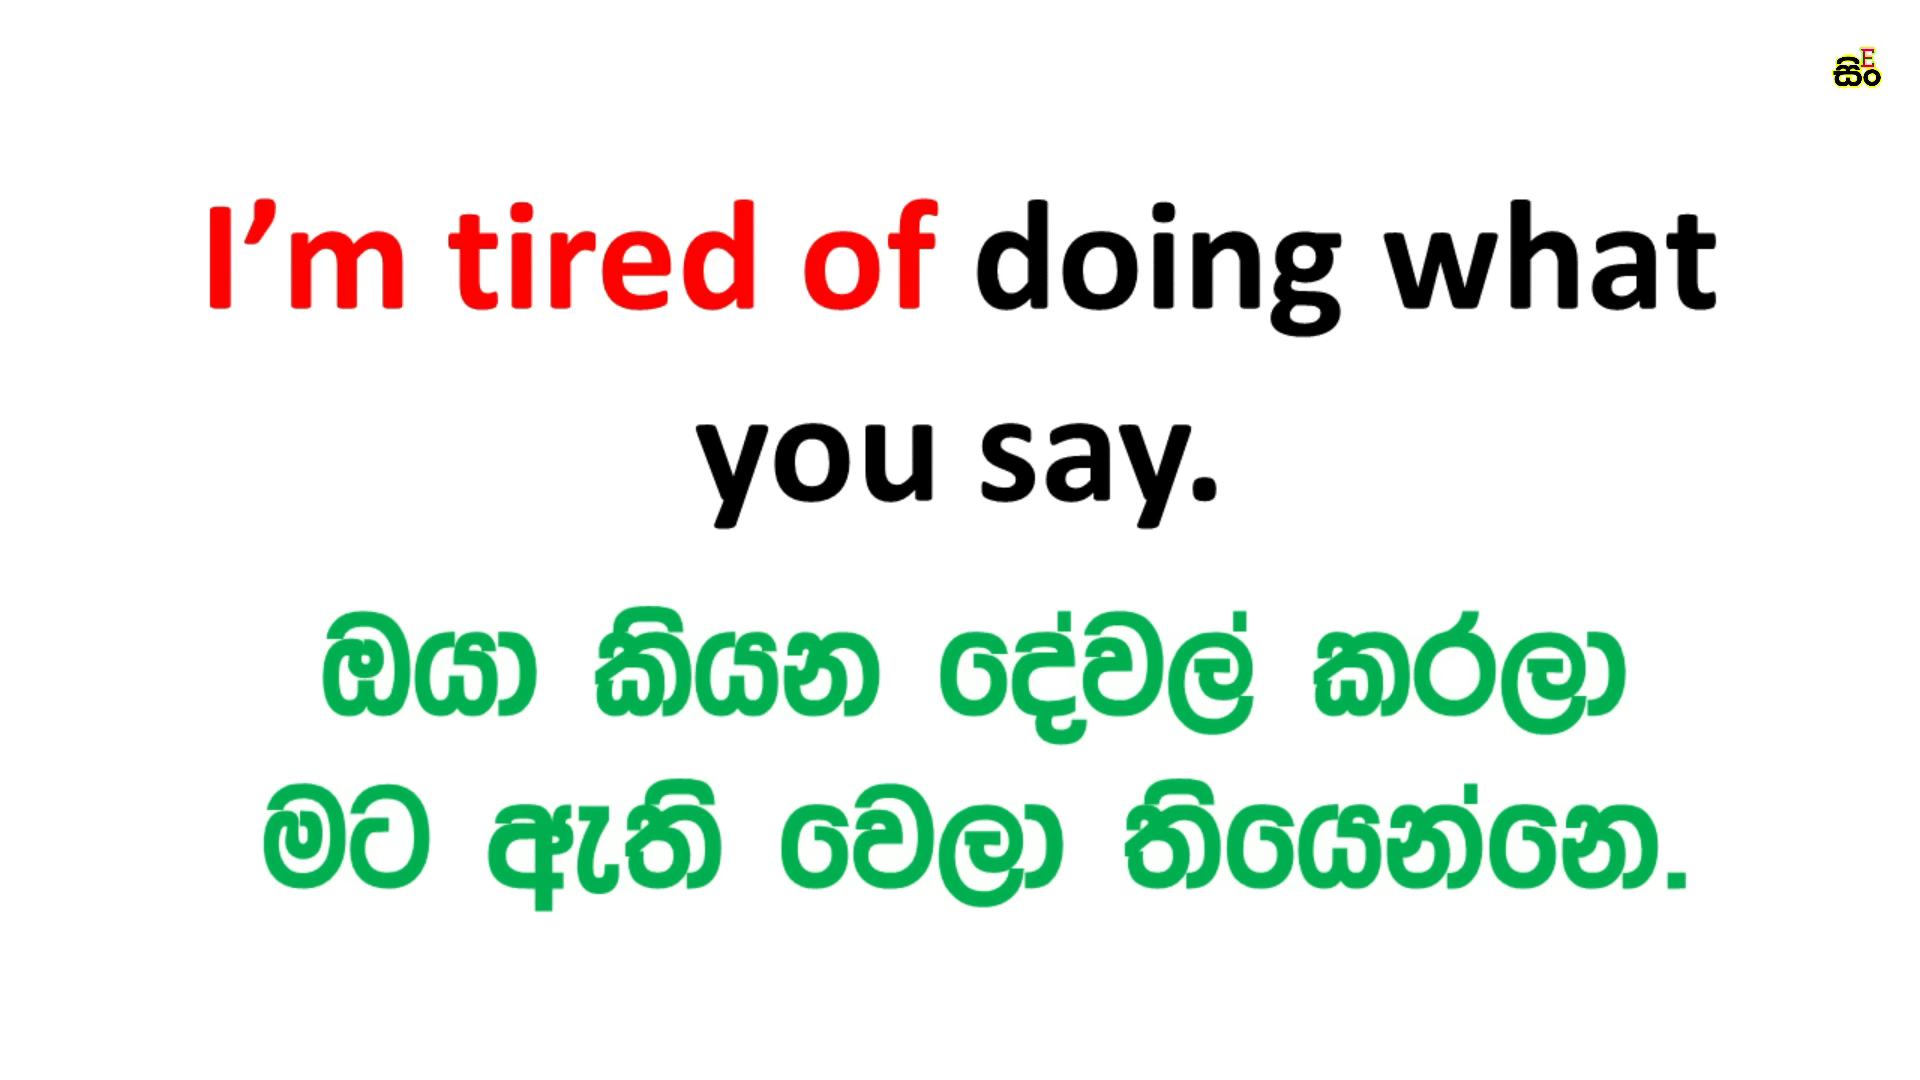 E
සිං
I’m tired of doing what
you say.
ඔයා කියන දේවල් කරලා
මට ඇති වෙලා තියෙන්නෙ.